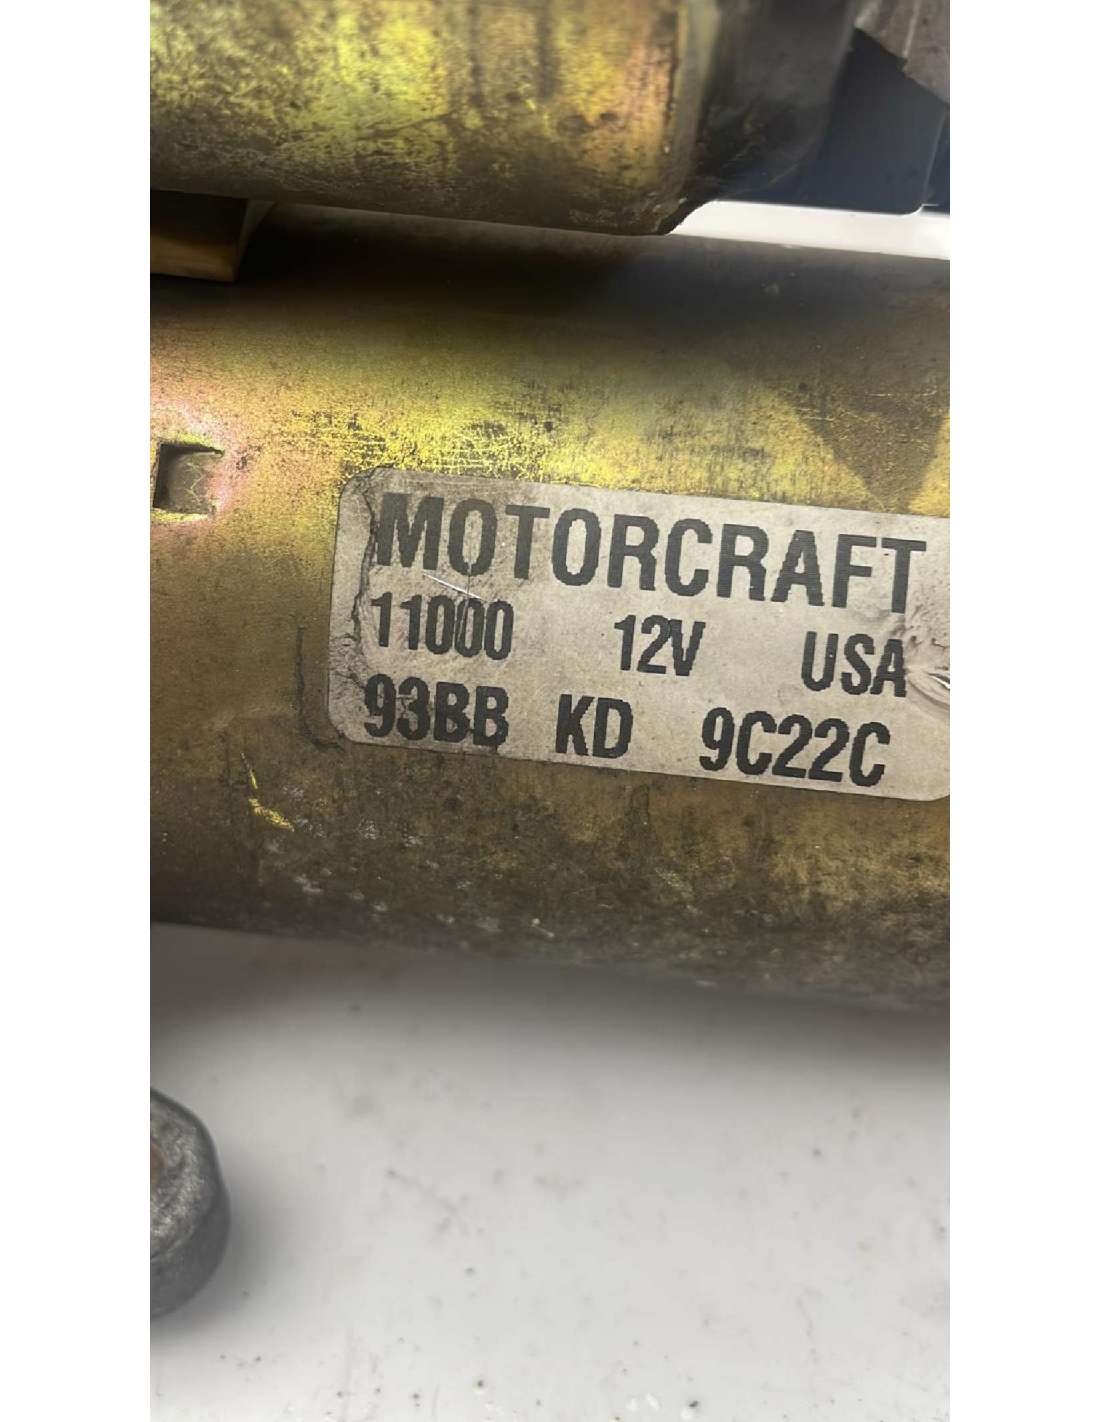 MOTORCRAFT
11000 12V USA
93BB KD 9C22C